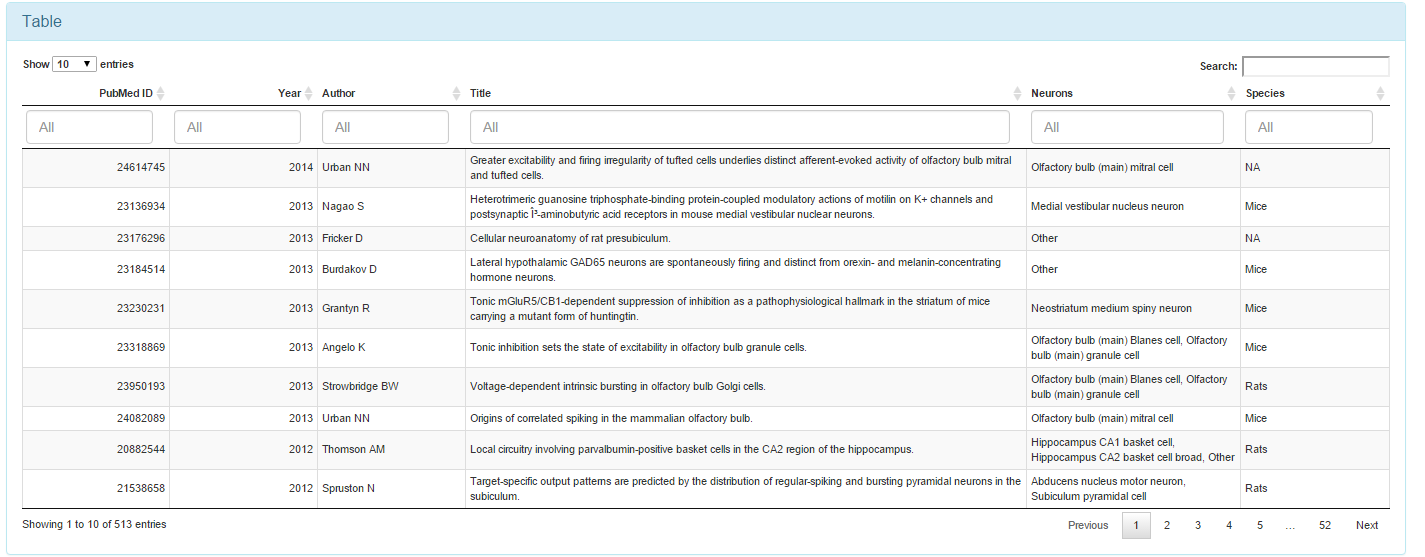 Table
Show 10 entries
Search:
PubMed ID Year Author Title Neurons Species
All All All All All All
24614745 2014 Urban NN Greater excitability and firing irregularity of tufted cells underlies distinct afferent-evoked activity of olfactory bulb mitral Olfactory bulb (main) mitral cell NA
and tufted cells.
23136934 2013 Nagao S Heterotrimeric guanosine triphosphate-binding protein-coupled modulatory actions of motilin on K+ channels and Medial vestibular nucleus neuron Mice
postsynaptic Î³-aminobutyric acid receptors in mouse medial vestibular nuclear neurons.
23176296 2013 Fricker D Cellular neuroanatomy of rat presubiculum. Other NA
23184514 2013 Burdakov D Lateral hypothalamic GAD65 neurons are spontaneously firing and distinct from orexin- and melanin-concentrating Other Mice
hormone neurons.
23230231 2013 Grantyn R Tonic mGluR5/CB1-dependent suppression of inhibition as a pathophysiological hallmark in the striatum of mice Neostriatum medium spiny neuron Mice
carrying a mutant form of huntingtin.
23318869 2013 Angelo K Tonic inhibition sets the state of excitability in olfactory bulb granule cells. Olfactory bulb (main) Blanes cell, Olfactory Mice
bulb (main) granule cell
23950193 2013 Strowbridge BW Voltage-dependent intrinsic bursting in olfactory bulb Golgi cells. Olfactory bulb (main) Blanes cell, Olfactory Rats
bulb (main) granule cell
24082089 2013 Urban NN Origins of correlated spiking in the mammalian olfactory bulb. Olfactory bulb (main) mitral cell Mice
20882544 2012 Thomson AM Local circuitry involving parvalbumin-positive basket cells in the CA2 region of the hippocampus. Hippocampus CA1 basket cell, Rats
Hippocampus CA2 basket cell broad, Other
21538658 2012 Spruston N Target-specific output patterns are predicted by the distribution of regular-spiking and bursting pyramidal neurons in the Abducens nucleus motor neuron, Rats
subiculum. Subiculum pyramidal cell
Showing 1 to 10 of 513 entries
Previous 1 2 3 4 5 … 52 Next